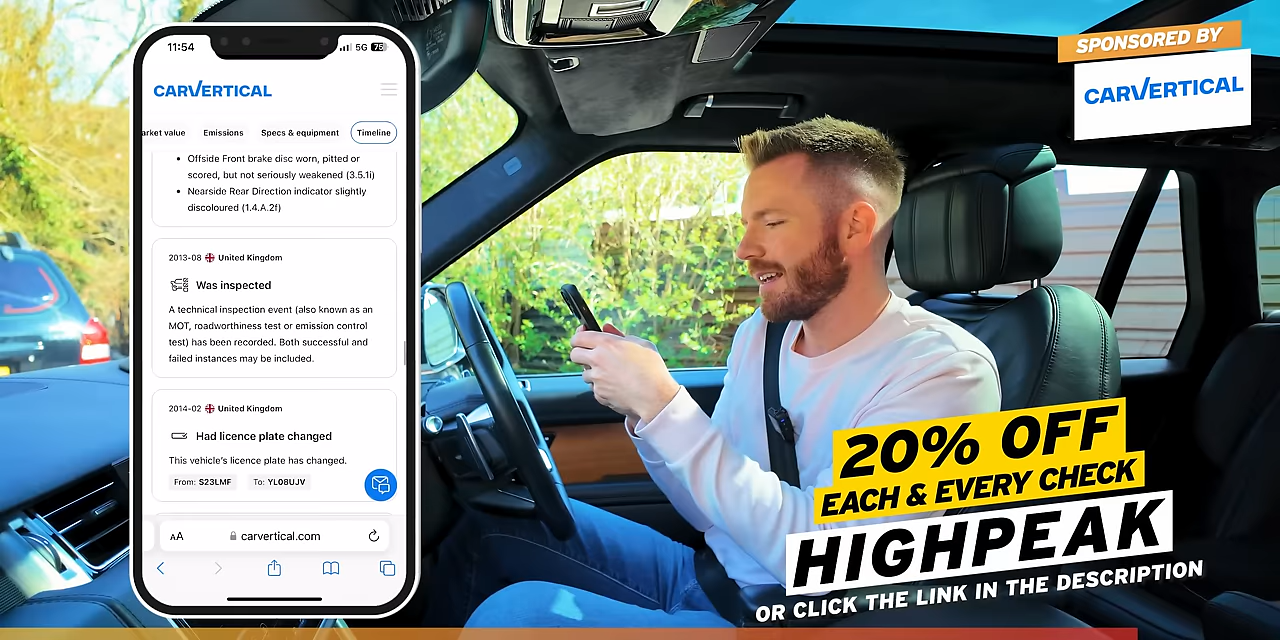 11:54
5G 76
CARVERTICAL
arket value Emissions Specs & equipment Timeline
Offside Front brake disc worn, pitted or
scored, but not seriously weakened (3.5.1i)
Nearside Rear Direction indicator slightly
discoloured (1.4.A.2f)
2013-08 United Kingdom
Was inspected
A technical inspection event (also known as an
MOT, roadworthiness test or emission control
test) has been recorded. Both successful and
failed instances may be included.
2014-02 United Kingdom
Had licence plate changed
This vehicle's licence plate has changed.
From: S23LMF To: YL08UJV
AA carvertical.com
SPONSORED BY
CARVERTICAL
20% OFF
EACH & EVERY CHECK
HIGHPEAK
OR CLICK THE LINK IN THE DESCRIPTION